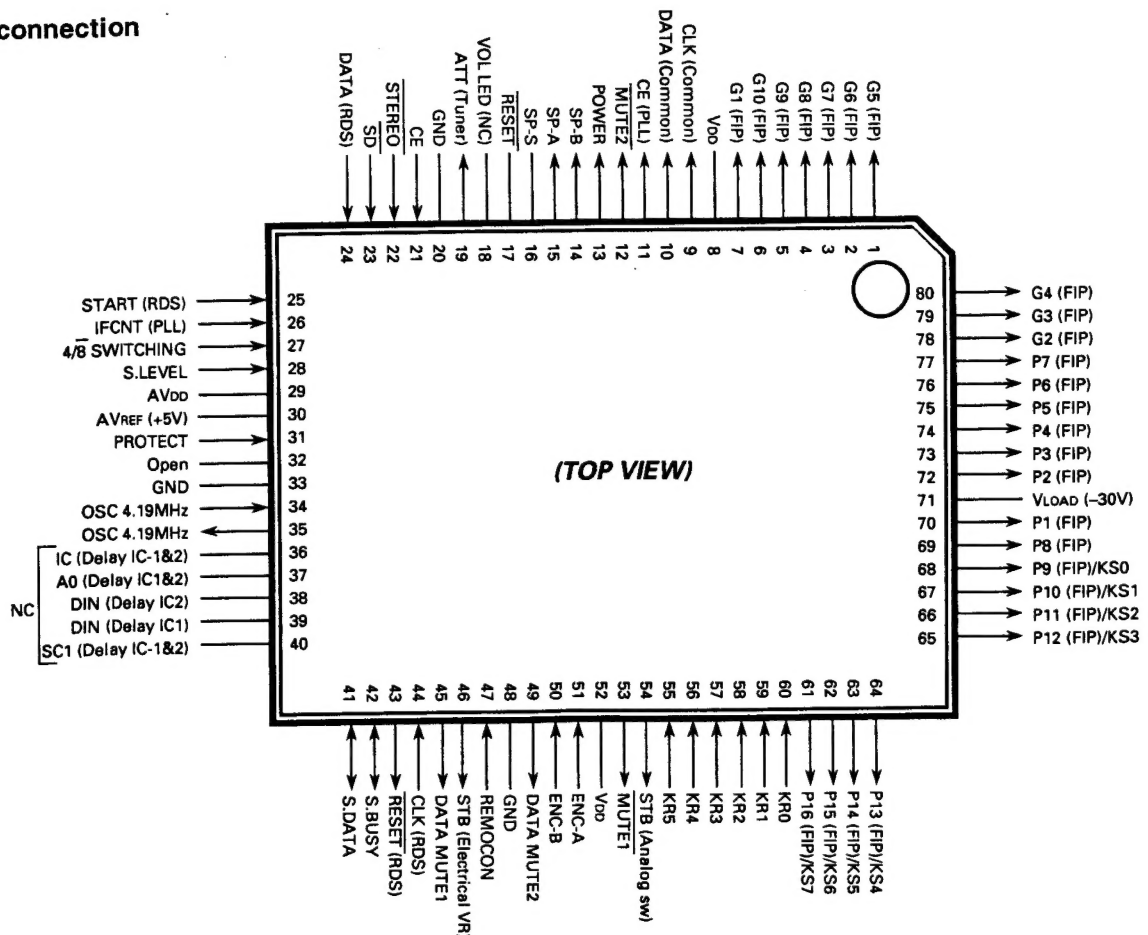 connection
DATA (RDS)
SD
STEREO
CE
GND
ATT (Tuner)
VOL LED (NC)
RESET
SP-S
SP-A
SP-B
POWER
MUTE2
CE (PLL)
DATA (Common)
CLK (Common)
VDD
G1 (FIP)
G10 (FIP)
G9 (FIP)
G8 (FIP)
G7 (FIP)
G6 (FIP)
G5 (FIP)
24 23 22 21 20 19 18 17 16 15 14 13 12 11 10 9 8 7 6 5 4 3 2 1
START (RDS) 25
IFCNT (PLL) 26
4/8̅ SWITCHING 27
S.LEVEL 28
AVDD 29
AVREF (+5V) 30
PROTECT 31
Open 32
GND 33
OSC 4.19MHz 34
OSC 4.19MHz 35
NC
IC (Delay IC-1&2) 36
A0 (Delay IC1&2) 37
DIN (Delay IC2) 38
DIN (Delay IC1) 39
SC1 (Delay IC-1&2) 40
(TOP VIEW)
80 G4 (FIP)
79 G3 (FIP)
78 G2 (FIP)
77 P7 (FIP)
76 P6 (FIP)
75 P5 (FIP)
74 P4 (FIP)
73 P3 (FIP)
72 P2 (FIP)
71 VLOAD (–30V)
70 P1 (FIP)
69 P8 (FIP)
68 P9 (FIP)/KS0
67 P10 (FIP)/KS1
66 P11 (FIP)/KS2
65 P12 (FIP)/KS3
41 42 43 44 45 46 47 48 49 50 51 52 53 54 55 56 57 58 59 60 61 62 63 64
S.DATA
S.BUSY
RESET (RDS)
CLK (RDS)
DATA MUTE1
STB (Electrical VR)
REMOCON
GND
DATA MUTE2
ENC-B
ENC-A
VDD
MUTE1
STB (Analog sw)
KR5
KR4
KR3
KR2
KR1
KR0
P16 (FIP)/KS7
P15 (FIP)/KS6
P14 (FIP)/KS5
P13 (FIP)/KS4